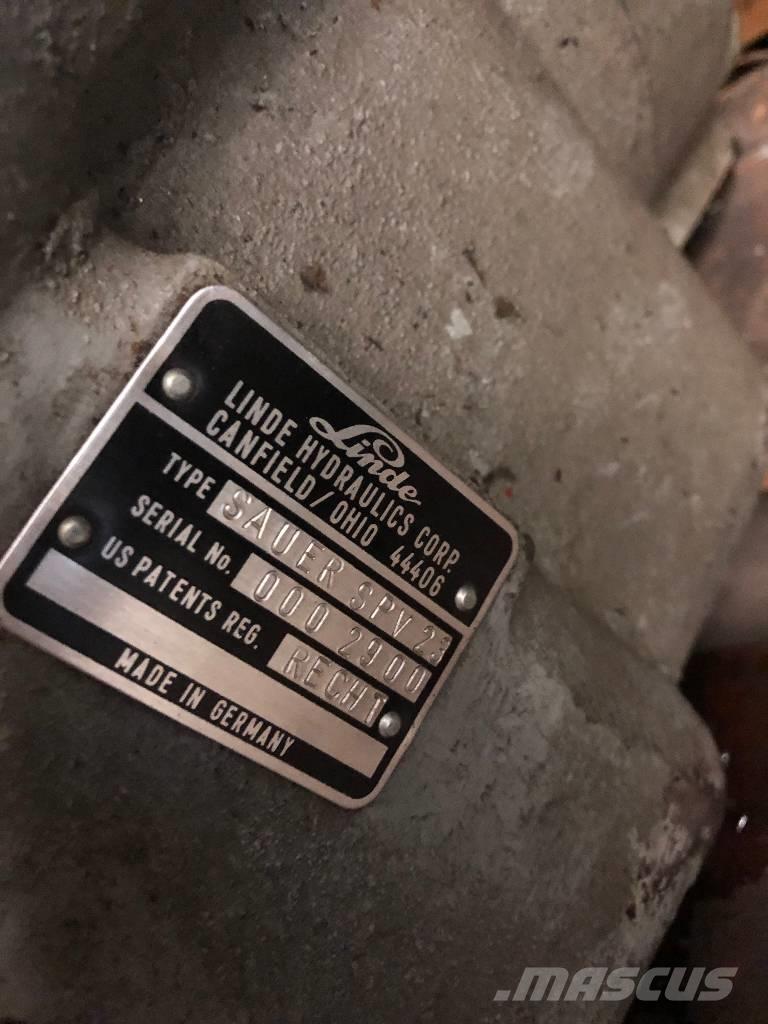 Linde
LINDE HYDRAULICS CORP.
CANFIELD/OHIO 44406
TYPE SAUER SPV 23
SERIAL No. 000 2900
US PATENTS REG. RECHT
MADE IN GERMANY
.MASCUS